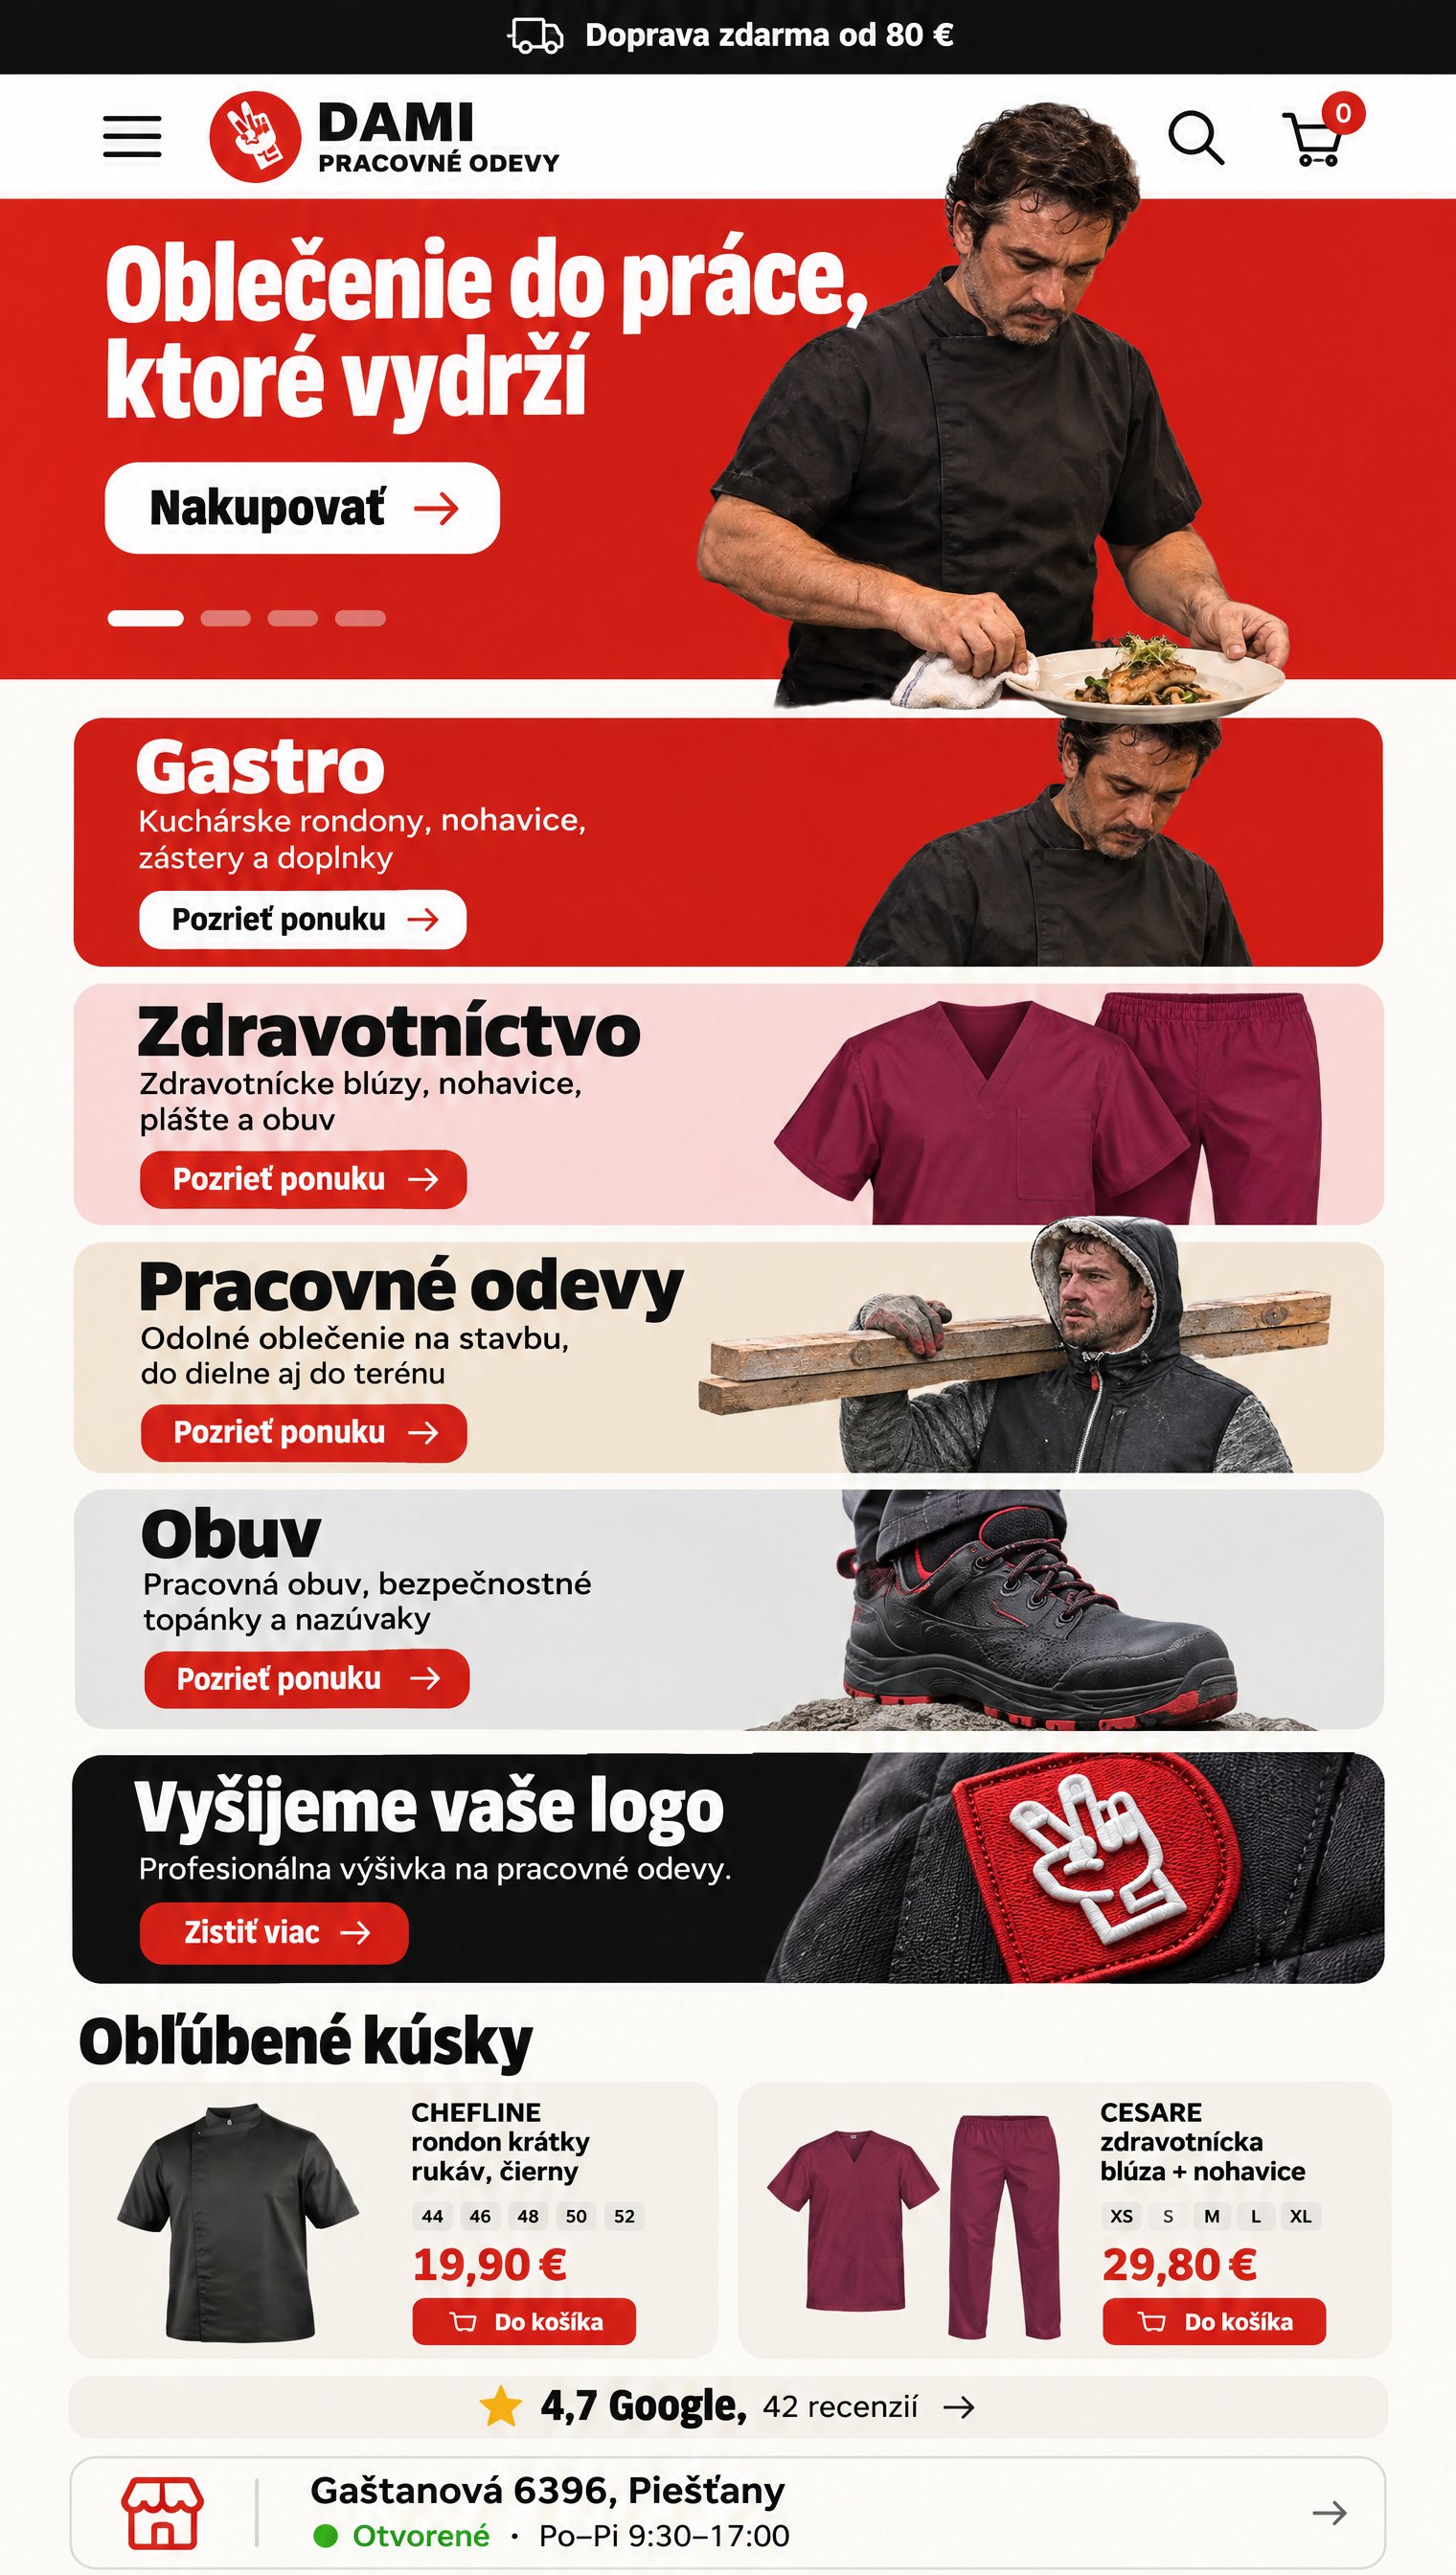 Doprava zdarma od 80 €
DAMI
PRACOVNÉ ODEVY
0
Oblečenie do práce,
ktoré vydrží
Nakupovať
Gastro
Kuchárske rondony, nohavice,
zástery a doplnky
Pozrieť ponuku
Zdravotníctvo
Zdravotnícke blúzy, nohavice,
plášte a obuv
Pozrieť ponuku
Pracovné odevy
Odolné oblečenie na stavbu,
do dielne aj do terénu
Pozrieť ponuku
Obuv
Pracovná obuv, bezpečnostné
topánky a nazúvaky
Pozrieť ponuku
Vyšijeme vaše logo
Profesionálna výšivka na pracovné odevy.
Zistiť viac
Obľúbené kúsky
CHEFLINE
rondon krátky
rukáv, čierny
44 46 48 50 52
19,90 €
Do košíka
CESARE
zdravotnícka
blúza + nohavice
XS S M L XL
29,80 €
Do košíka
4,7 Google, 42 recenzií
Gaštanová 6396, Piešťany
Otvorené • Po–Pi 9:30–17:00